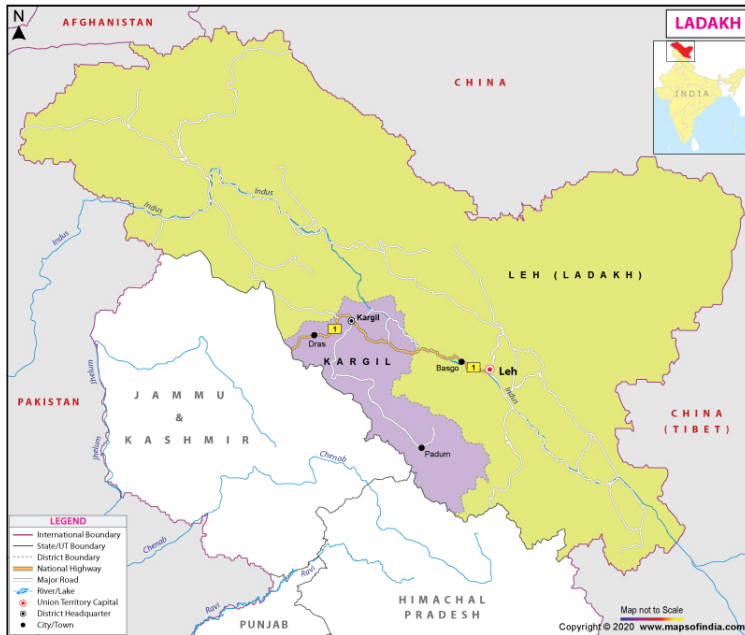 AFGHANISTAN
N
LADAKH
CHINA
INDIA
Indus
Indus
Indus
LEH (LADAKH)
Kargil
1
Dras
KARGIL
Basgo
1
Leh
Indus
Padum
Jhelum
Jhelum
JAMMU
&
KASHMIR
PAKISTAN
CHINA
(TIBET)
Chenab
Chenab
Ravi
Ravi
HIMACHAL
PRADESH
PUNJAB
LEGEND
International Boundary
State/UT Boundary
District Boundary
National Highway
Major Road
River/Lake
Union Territory Capital
District Headquarter
City/Town
Map not to Scale
Copyright © 2020 www.mapsofindia.com